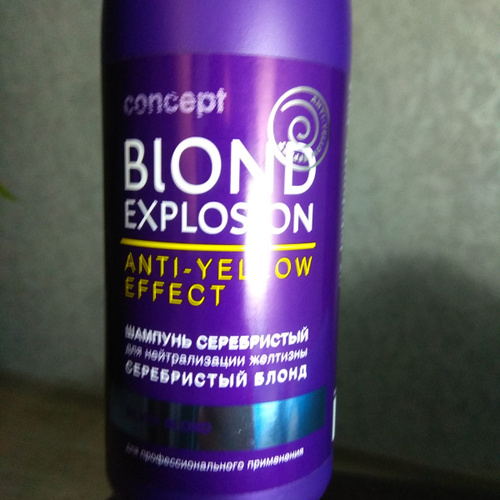 concept
BlOND
EXPLOSION
ANTI-YELLOW
EFFECT
ШАМПУНЬ СЕРЕБРИСТЫЙ
для нейтрализации желтизны
СЕРЕБРИСТЫЙ БЛОНД
для профессионального применения